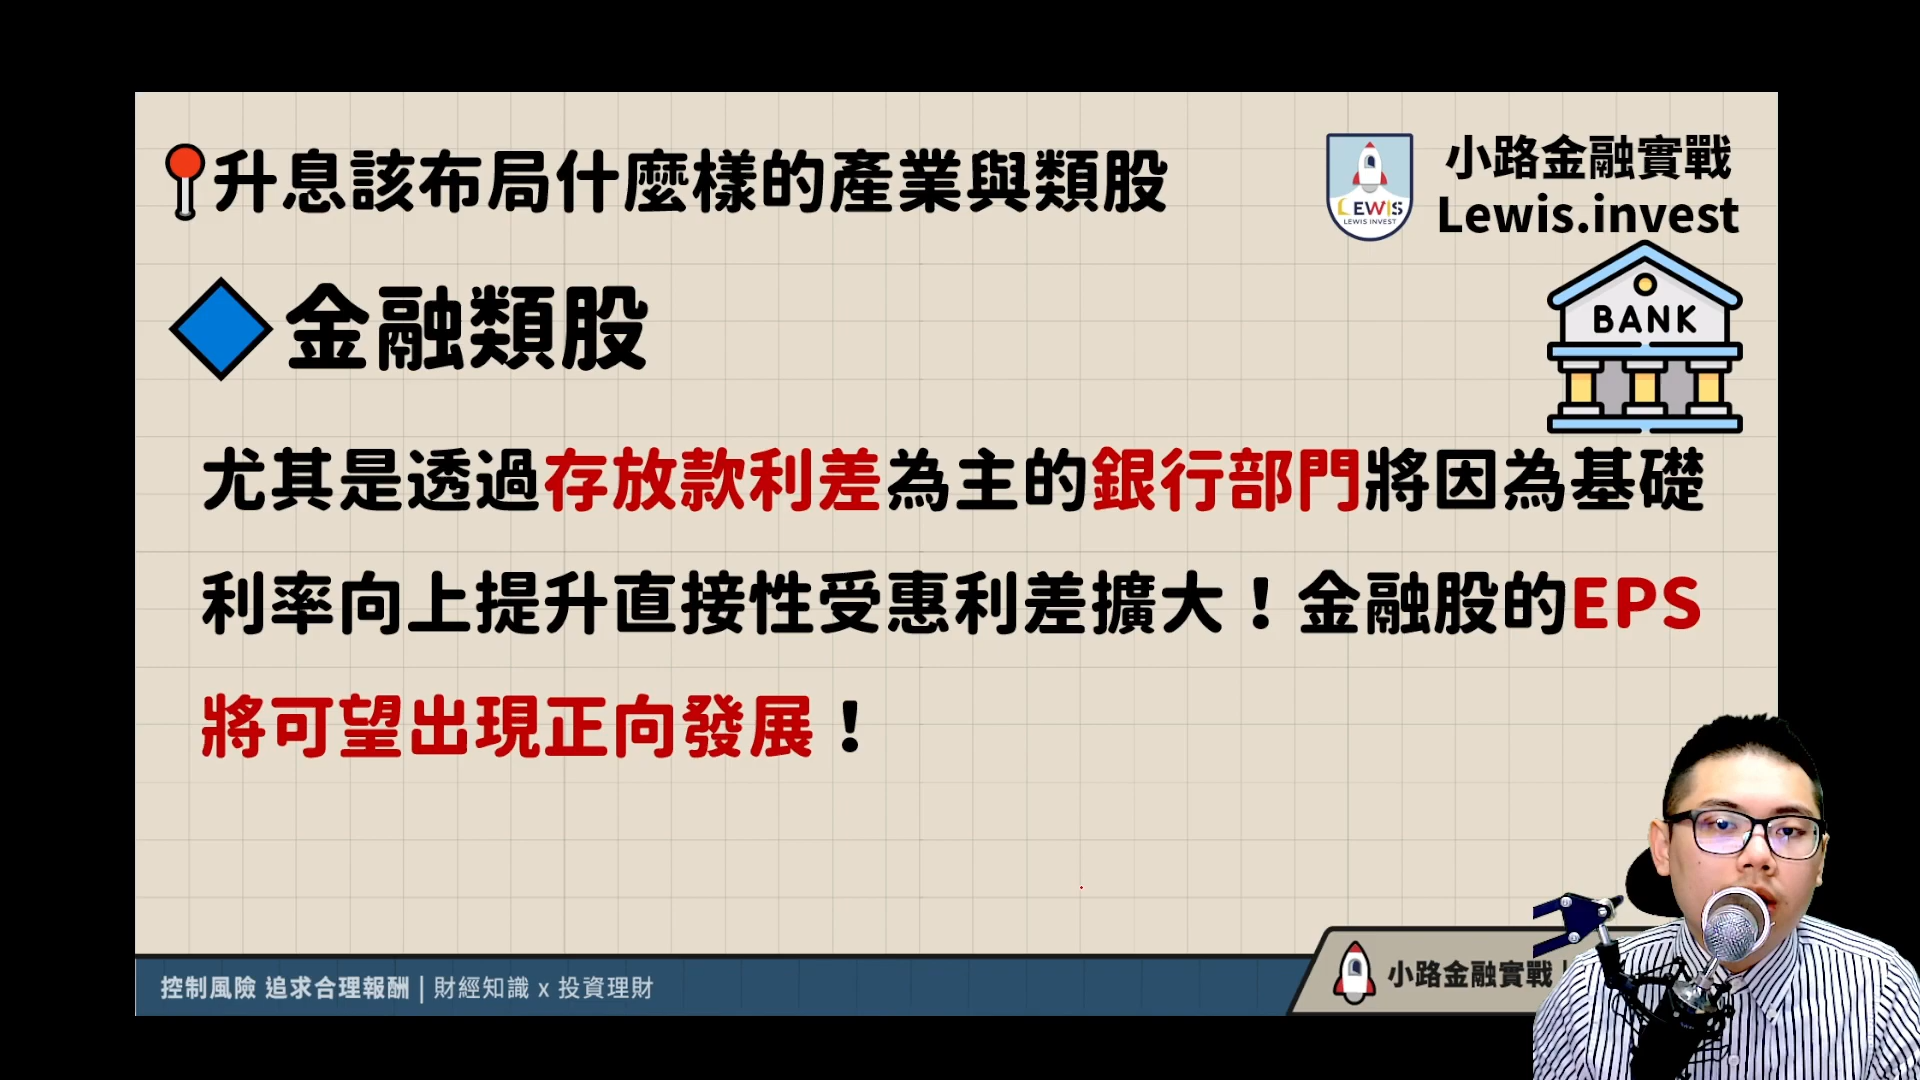 升息該布局什麼樣的產業與類股
LEWIS
LEWIS INVEST
小路金融實戰
Lewis.invest
金融類股
BANK
尤其是透過存放款利差為主的銀行部門將因為基礎
利率向上提升直接性受惠利差擴大！金融股的EPS
將可望出現正向發展！
控制風險 追求合理報酬 | 財經知識 x 投資理財
小路金融實戰